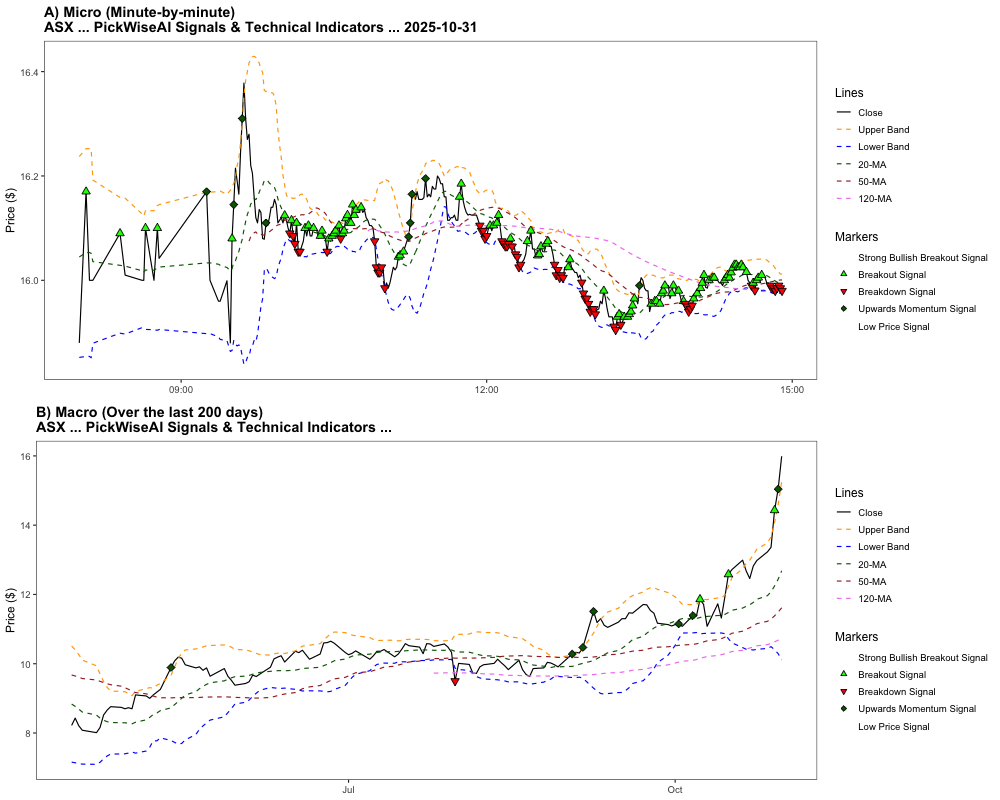 A) Micro (Minute-by-minute)
ASX ... PickWiseAI Signals & Technical Indicators ... 2025-10-31
Price ($)
16.4
16.2
16.0
09:00
12:00
15:00
Lines
Close
Upper Band
Lower Band
20-MA
50-MA
120-MA
Markers
Strong Bullish Breakout Signal
Breakout Signal
Breakdown Signal
Upwards Momentum Signal
Low Price Signal
B) Macro (Over the last 200 days)
ASX ... PickWiseAI Signals & Technical Indicators ...
Price ($)
16
14
12
10
8
Jul
Oct
Lines
Close
Upper Band
Lower Band
20-MA
50-MA
120-MA
Markers
Strong Bullish Breakout Signal
Breakout Signal
Breakdown Signal
Upwards Momentum Signal
Low Price Signal